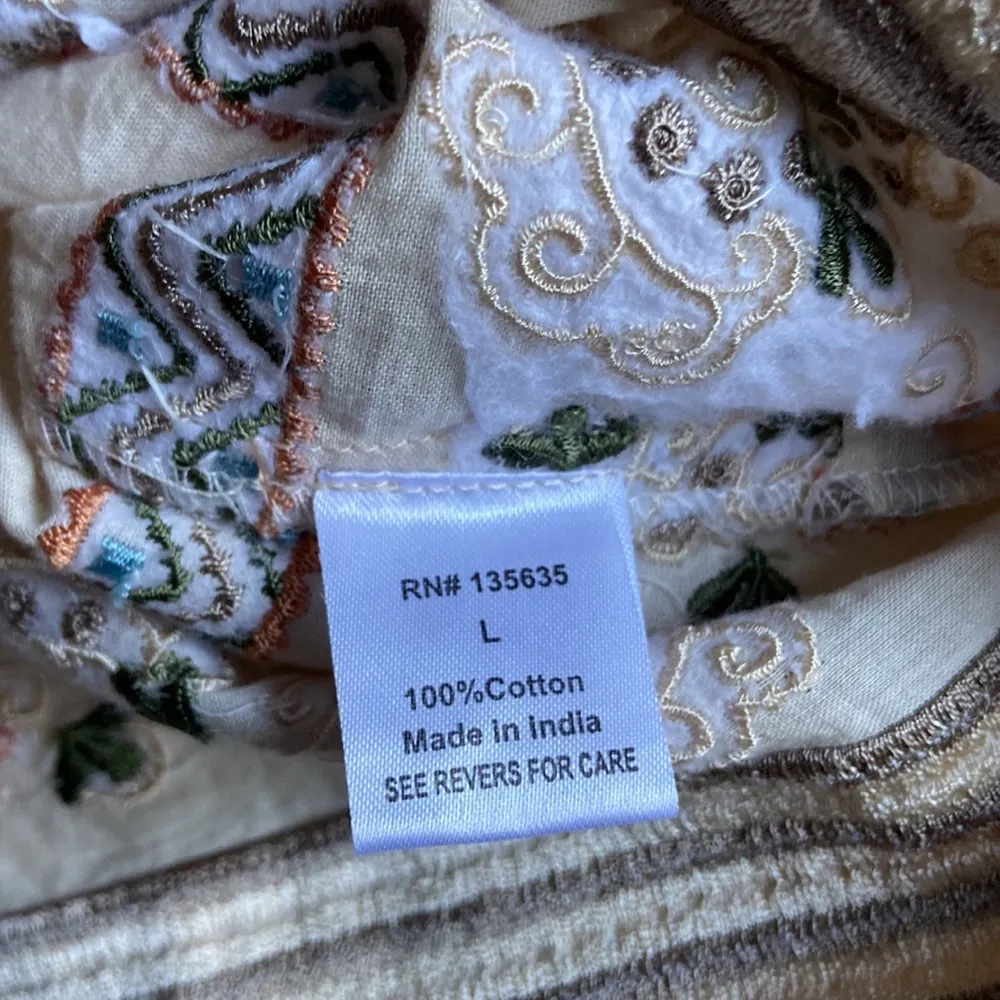 RN# 135635
L
100%Cotton
Made in India
SEE REVERS FOR CARE